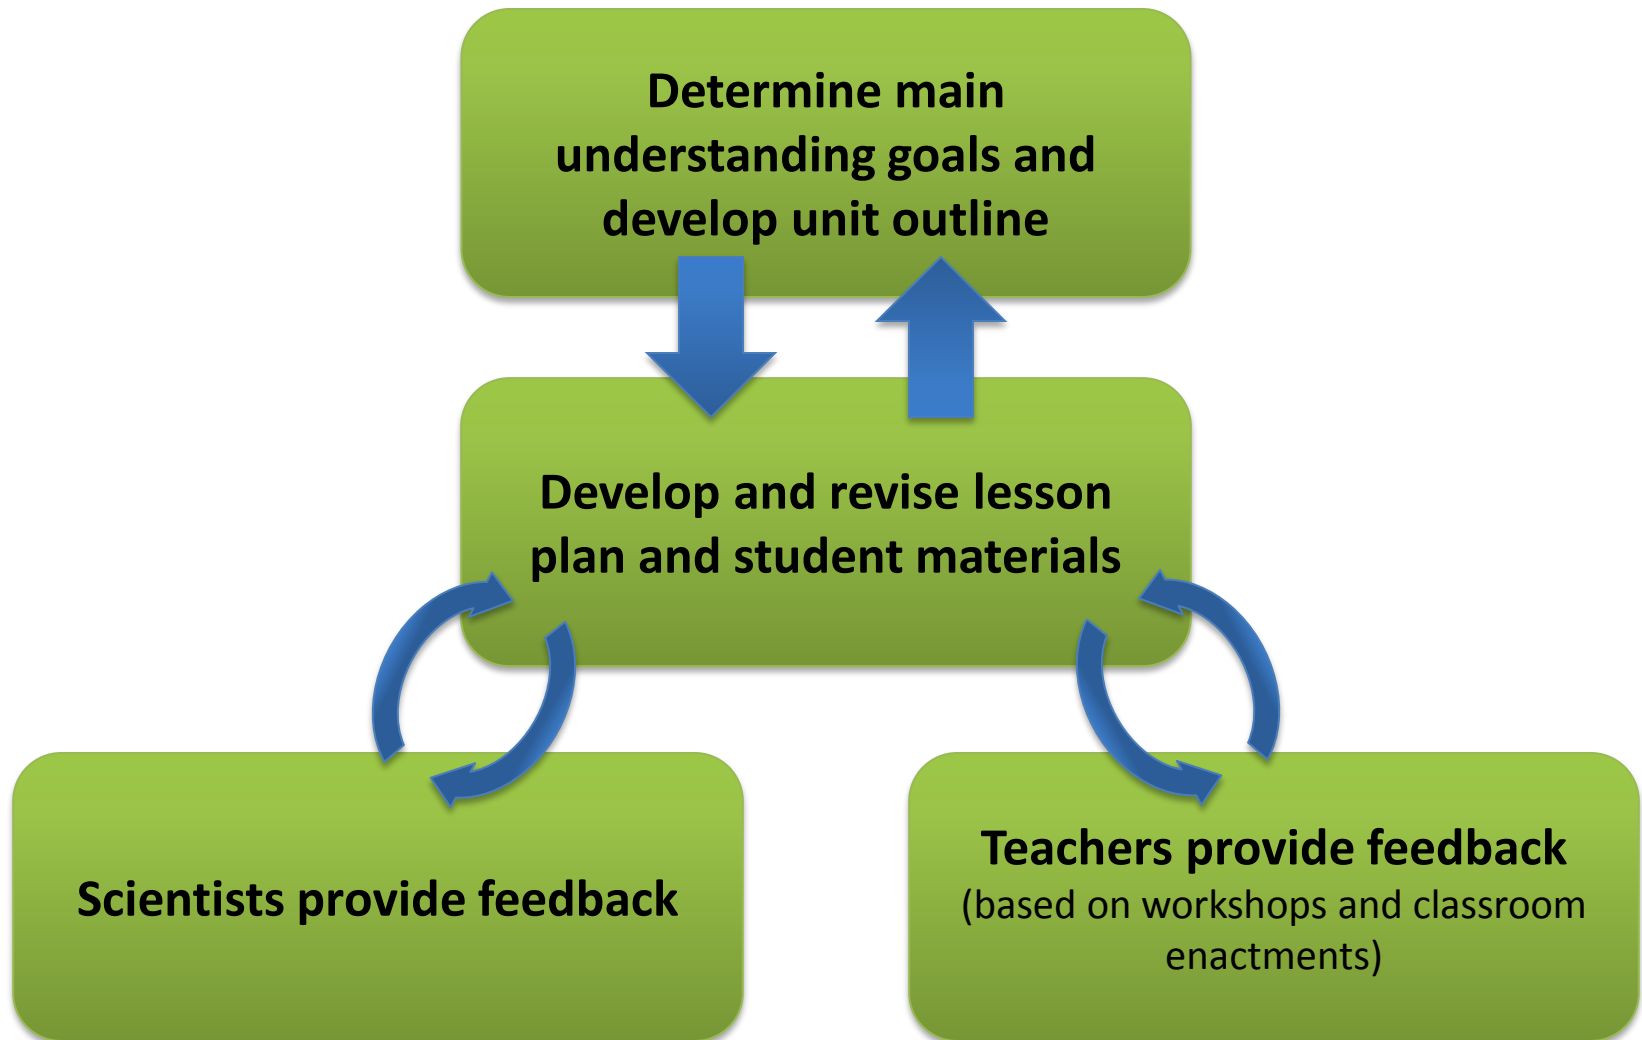 Determine main
understanding goals and
develop unit outline
Develop and revise lesson
plan and student materials
Scientists provide feedback
Teachers provide feedback
(based on workshops and classroom
enactments)